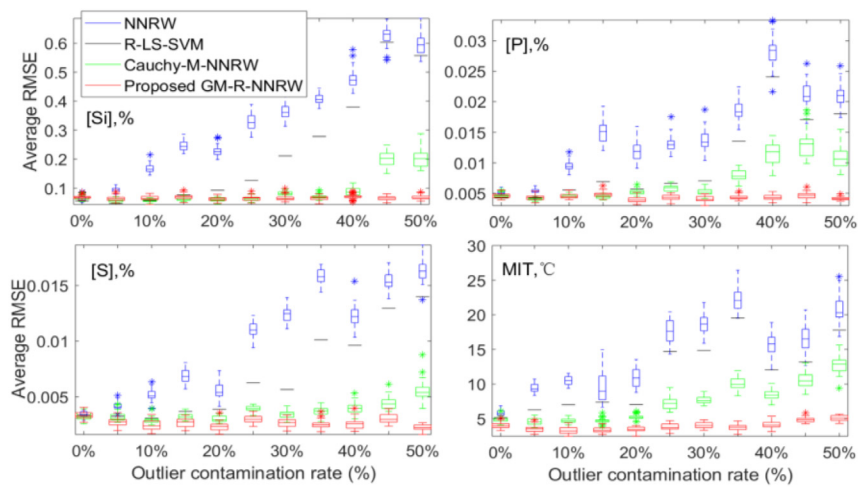 NNRW
R-LS-SVM
Cauchy-M-NNRW
Proposed GM-R-NNRW
Average RMSE
[Si],%
0.6
0.5
0.4
0.3
0.2
0.1
0% 10% 20% 30% 40% 50%
[P],%
0.03
0.025
0.02
0.015
0.01
0.005
0% 10% 20% 30% 40% 50%
Average RMSE
[S],%
0.015
0.01
0.005
0% 10% 20% 30% 40% 50%
Outlier contamination rate (%)
MIT,℃
30
25
20
15
10
5
0% 10% 20% 30% 40% 50%
Outlier contamination rate (%)